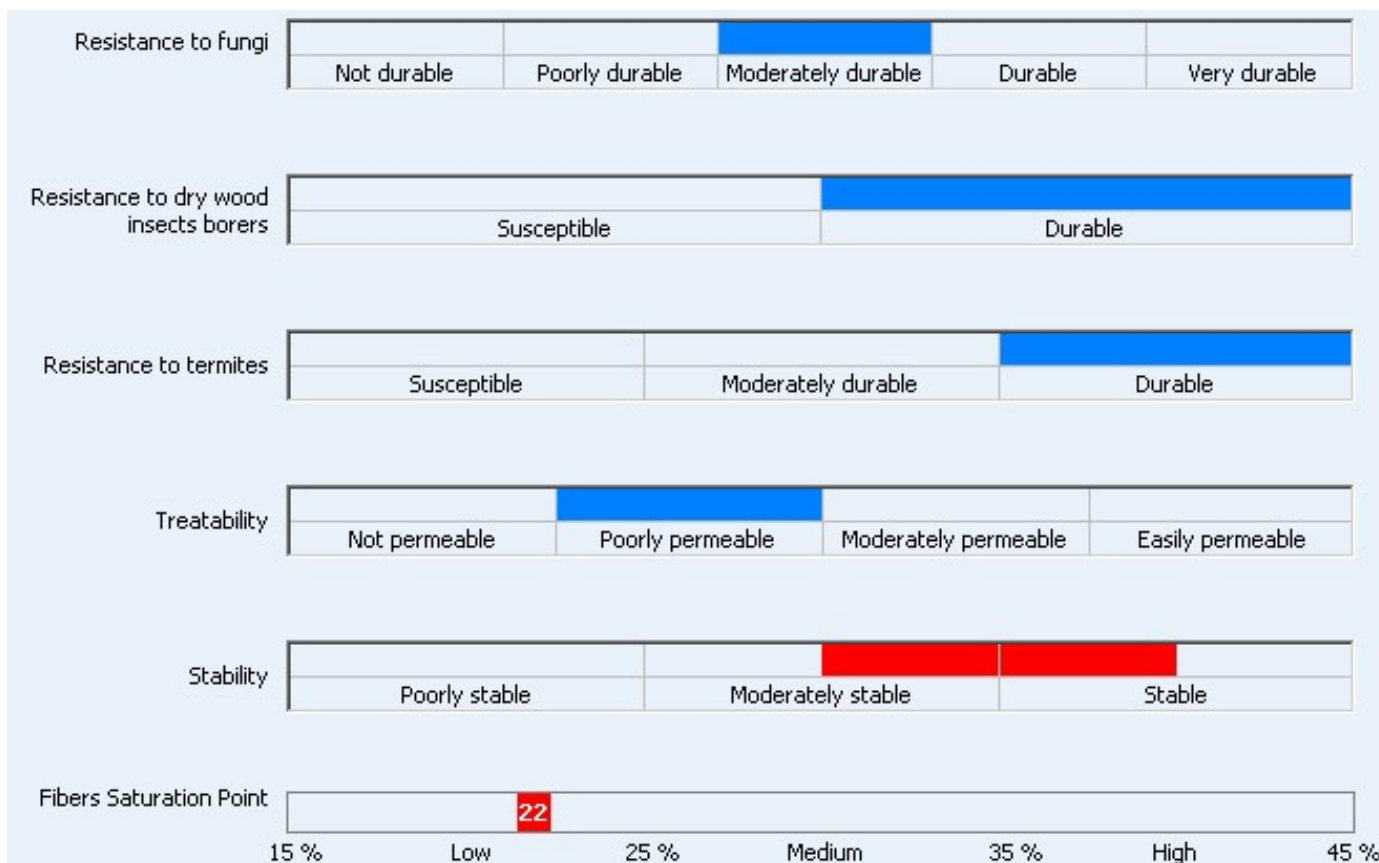 Resistance to fungi
Not durable Poorly durable Moderately durable Durable Very durable
Resistance to dry wood
insects borers
Susceptible Durable
Resistance to termites
Susceptible Moderately durable Durable
Treatability
Not permeable Poorly permeable Moderately permeable Easily permeable
Stability
Poorly stable Moderately stable Stable
Fibers Saturation Point
22
15 % Low 25 % Medium 35 % High 45 %